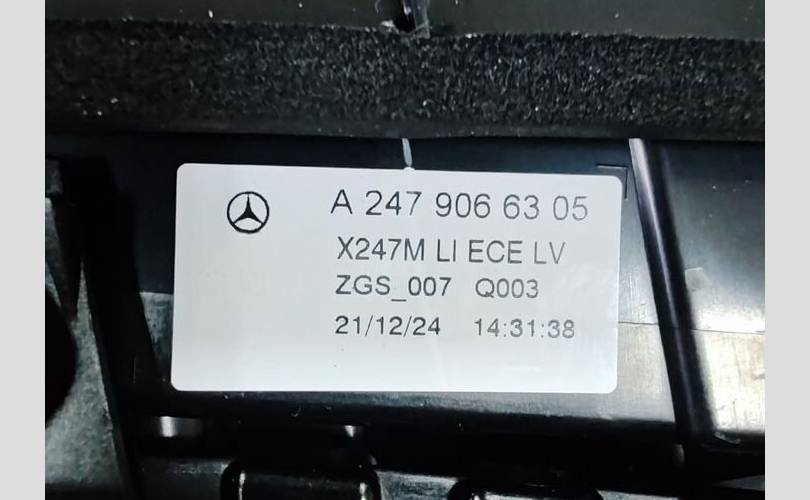 A 247 906 63 05
X247M LI ECE LV
ZGS_007 Q003
21/12/24 14:31:38